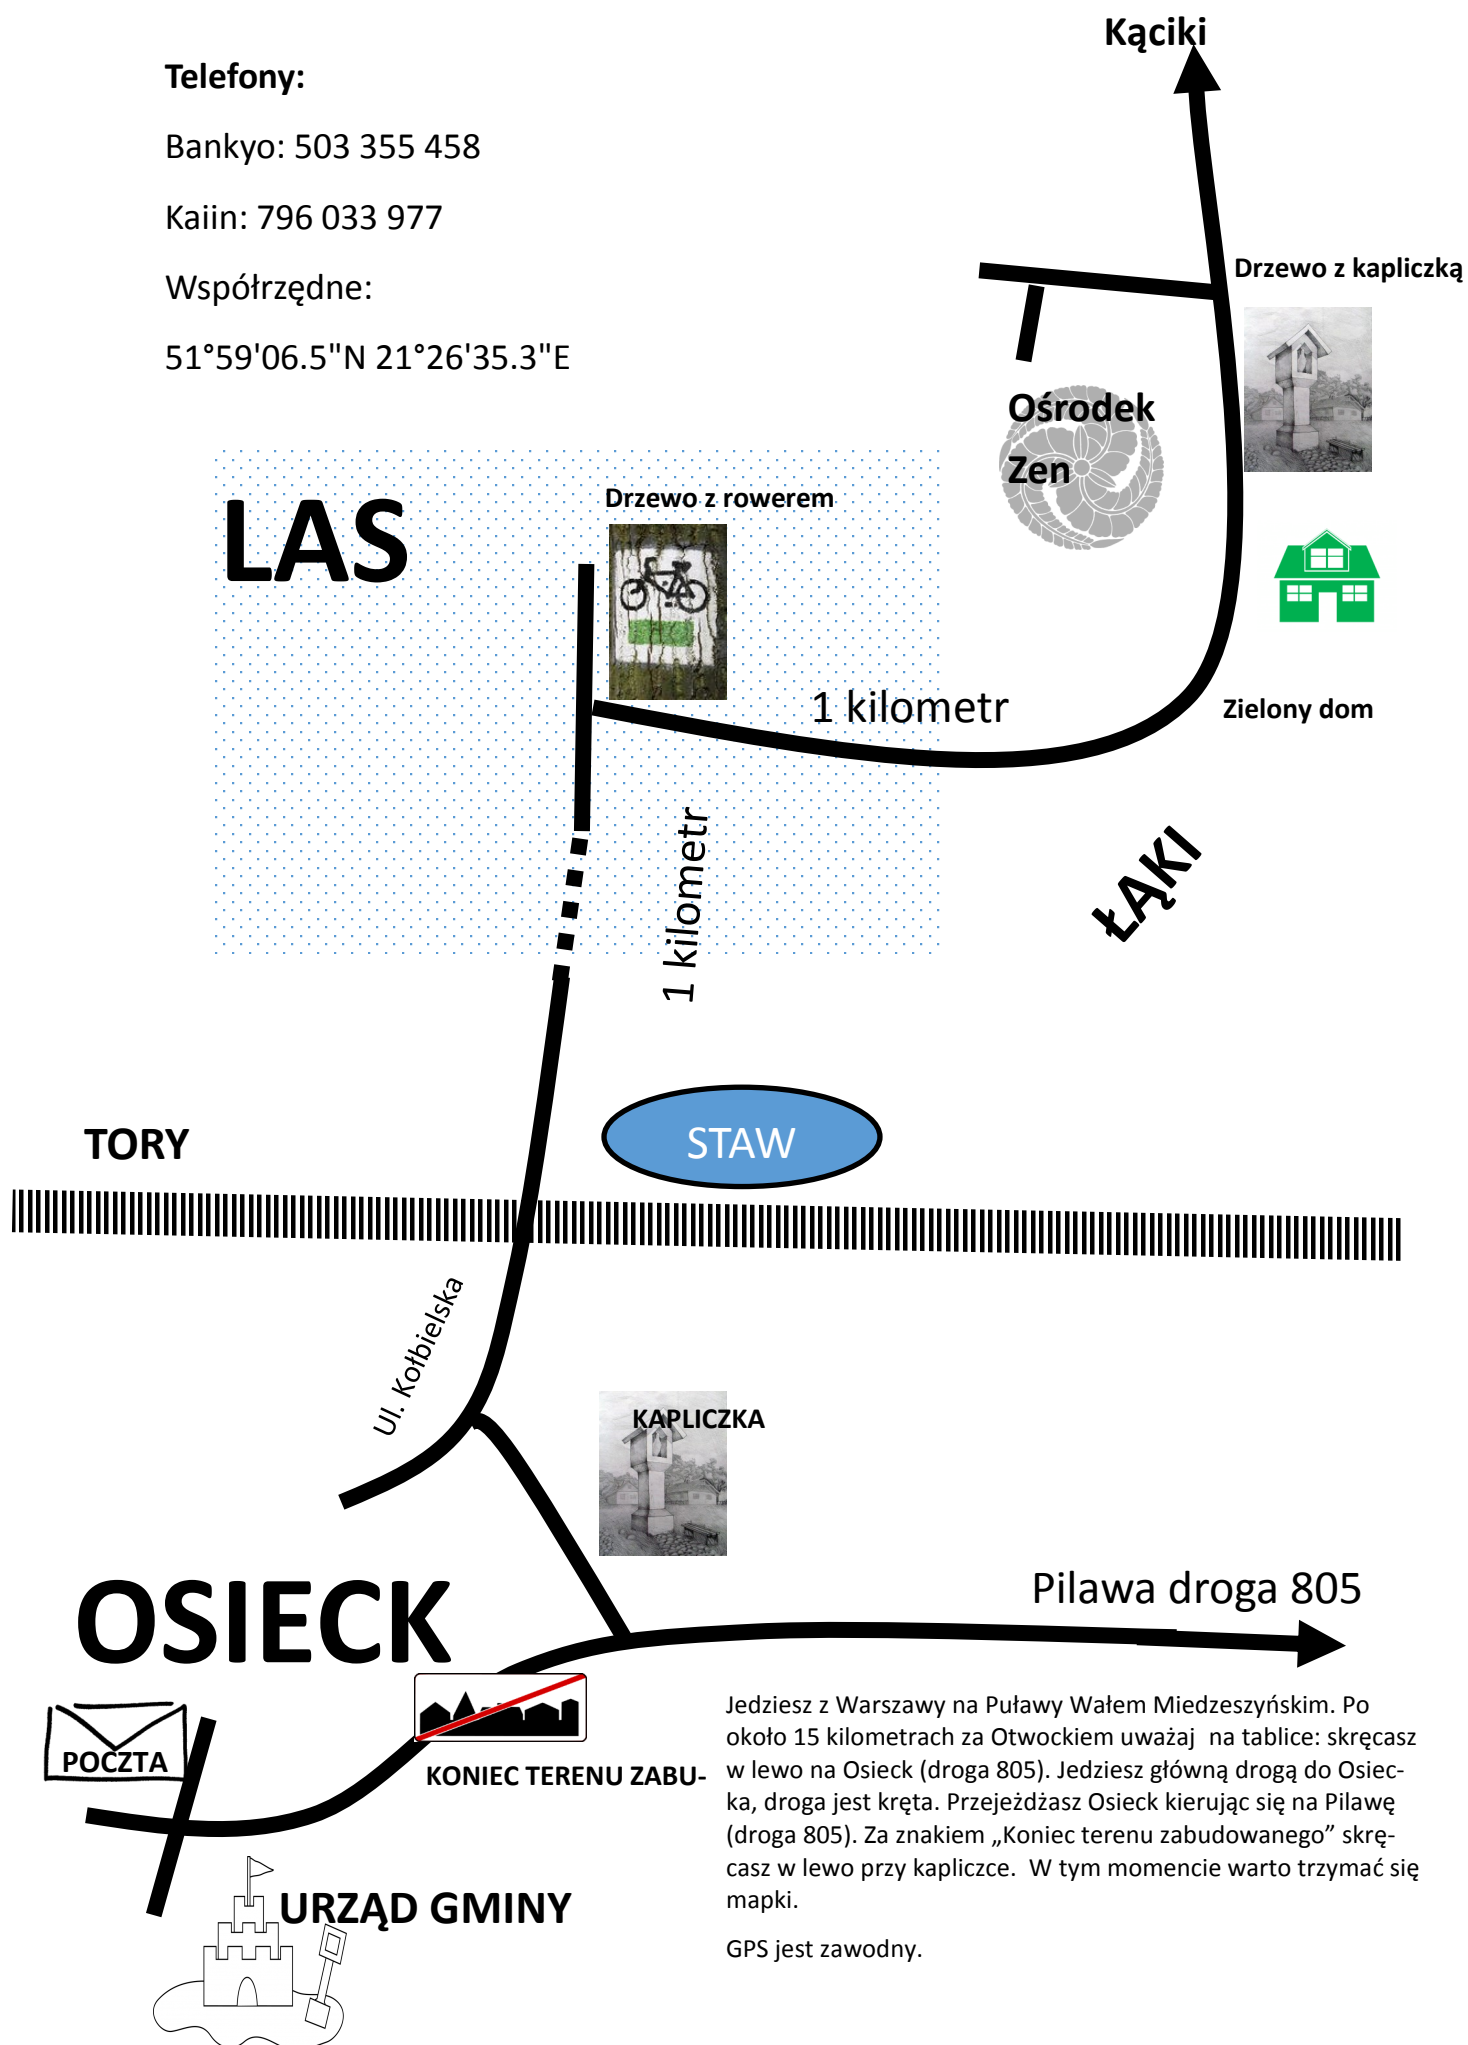 Kąciki
Telefony:
Bankyo: 503 355 458
Kaiin: 796 033 977
Współrzędne:
51°59'06.5"N 21°26'35.3"E
Drzewo z kapliczką
Ośrodek
Zen
LAS
Drzewo z rowerem
1 kilometr
Zielony dom
1 kilometr
ŁĄKI
TORY
STAW
Ul. Kołbielska
KAPLICZKA
OSIECK
Pilawa droga 805
POCZTA
KONIEC TERENU ZABU-
URZĄD GMINY
Jedziesz z Warszawy na Puławy Wałem Miedzeszyńskim. Po
około 15 kilometrach za Otwockiem uważaj  na tablice: skręcasz
w lewo na Osieck (droga 805). Jedziesz główną drogą do Osiec-
ka, droga jest kręta. Przejeżdżasz Osieck kierując się na Pilawę
(droga 805). Za znakiem „Koniec terenu zabudowanego” skrę-
casz w lewo przy kapliczce.  W tym momencie warto trzymać się
mapki.
GPS jest zawodny.